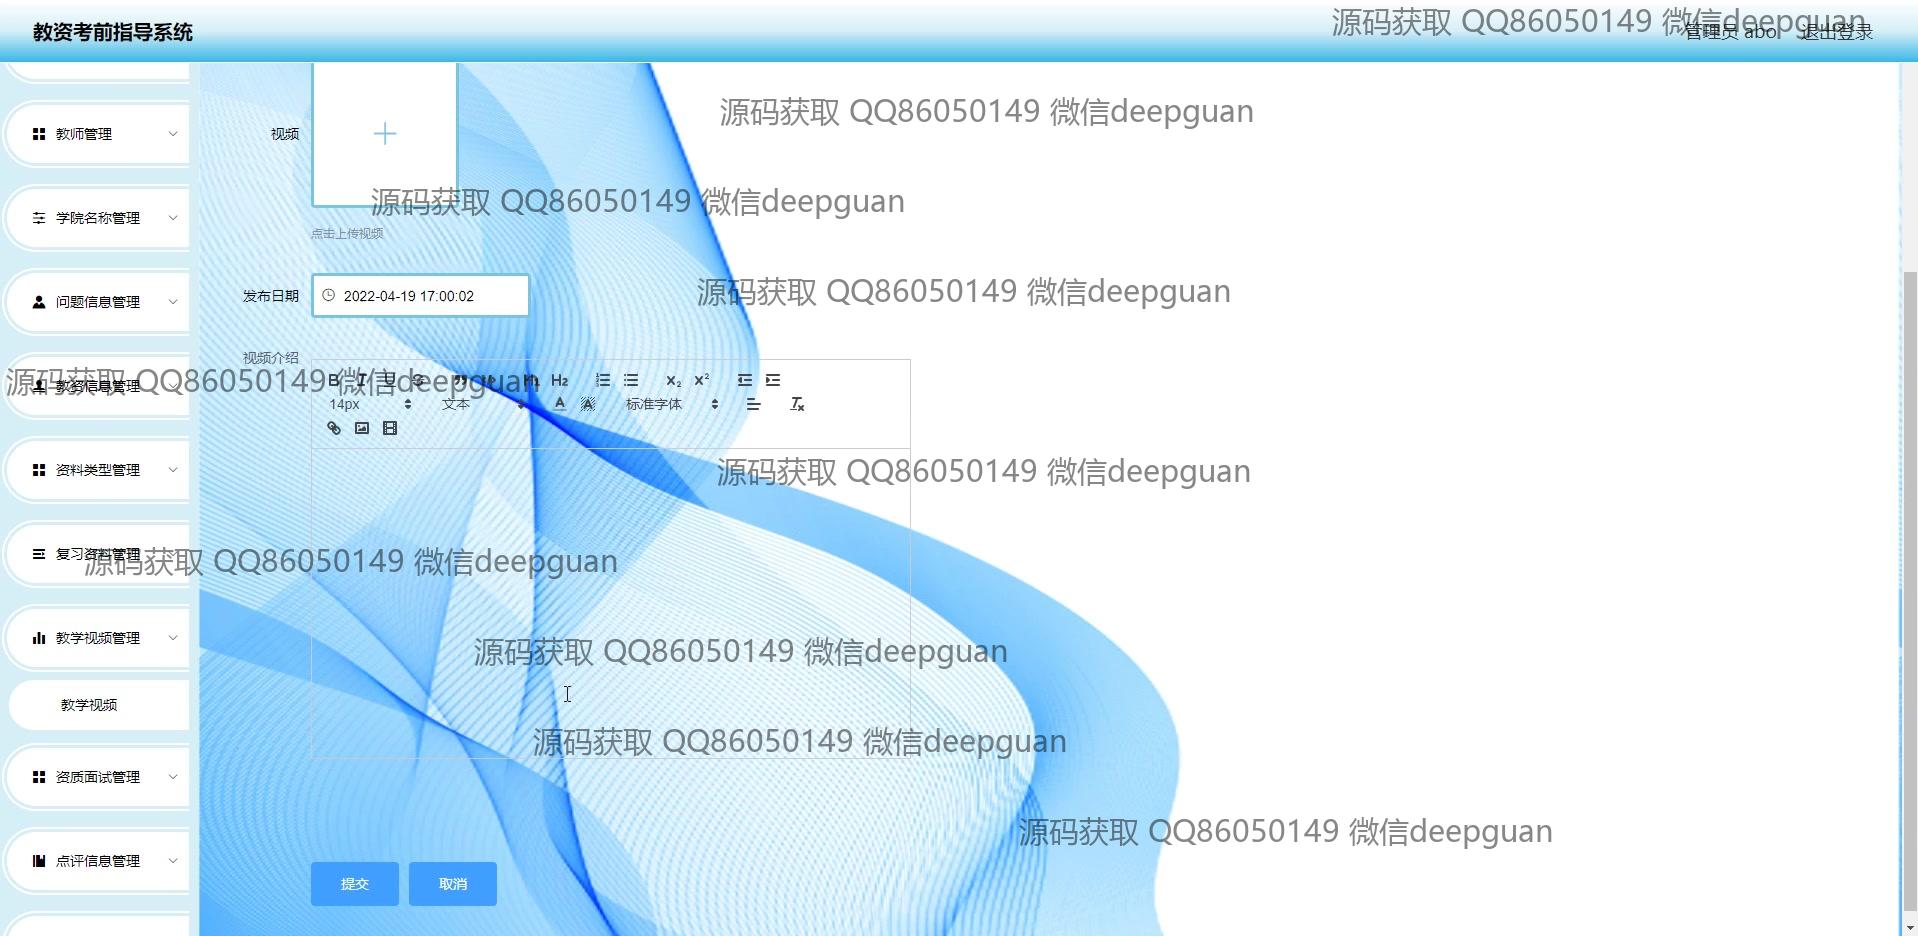 教资考前指导系统
源码获取 QQ86050149 微信deepguan
管理员 abo
退出登录
源码获取 QQ86050149 微信deepguan
教师管理
视频
源码获取 QQ86050149 微信deepguan
学院名称管理
点击上传视频
源码获取 QQ86050149 微信deepguan
问题信息管理
发布日期
2022-04-19 17:00:02
视频介绍
源码获取 QQ86050149 微信deepguan
教资信息管理
B I U S H1 H2 X₂ X²
14px 文本 A A 标准字体 Tx
资料类型管理
源码获取 QQ86050149 微信deepguan
复习资料管理
源码获取 QQ86050149 微信deepguan
教学视频管理
源码获取 QQ86050149 微信deepguan
教学视频
源码获取 QQ86050149 微信deepguan
资质面试管理
源码获取 QQ86050149 微信deepguan
点评信息管理
提交
取消